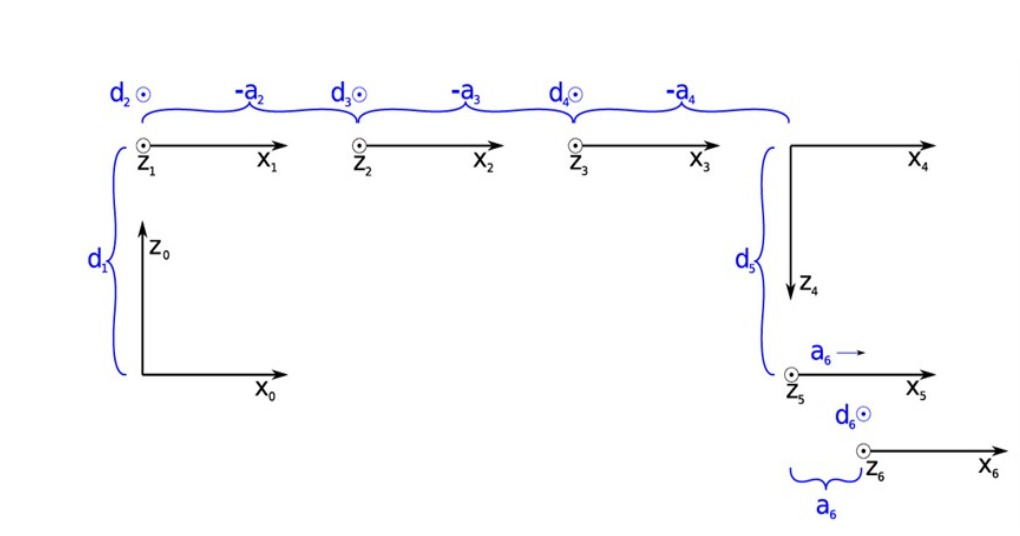 d₂ -a₂ d₃ -a₃ d₄ -a₄
z₁ x₁ z₂ x₂ z₃ x₃ x₄
d₁ z₀ d₅ z₄
a₆
x₀ z₅ x₅
d₆
z₆ x₆
a₆